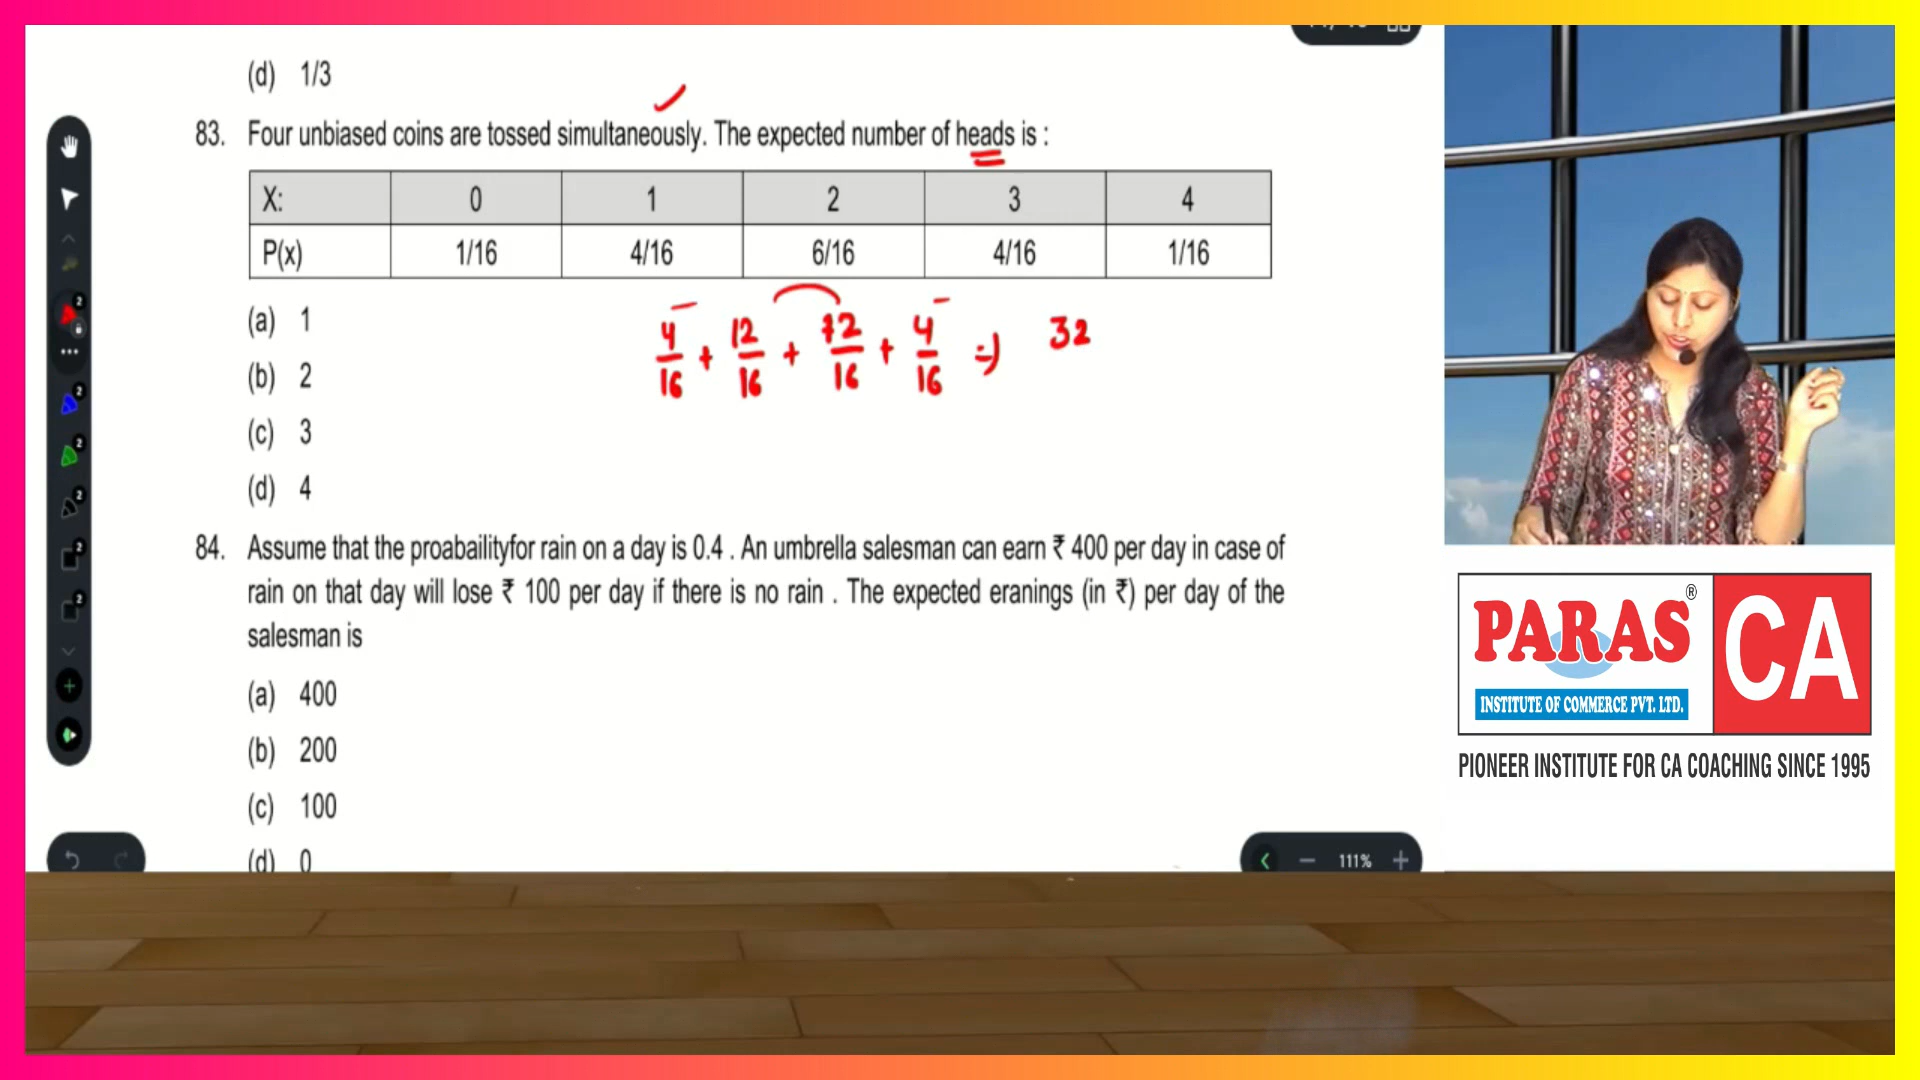 (d) 1/3
83. Four unbiased coins are tossed simultaneously. The expected number of heads is :
X: 0 1 2 3 4
P(x) 1/16 4/16 6/16 4/16 1/16
(a) 1
(b) 2
(c) 3
(d) 4
4/16 + 12/16 + 12/16 + 4/16 => 32
84. Assume that the proabailityfor rain on a day is 0.4 . An umbrella salesman can earn ₹ 400 per day in case of
rain on that day will lose ₹ 100 per day if there is no rain . The expected eranings (in ₹) per day of the
salesman is
(a) 400
(b) 200
(c) 100
(d) 0
111%
PARAS ®
INSTITUTE OF COMMERCE PVT. LTD.
CA
PIONEER INSTITUTE FOR CA COACHING SINCE 1995